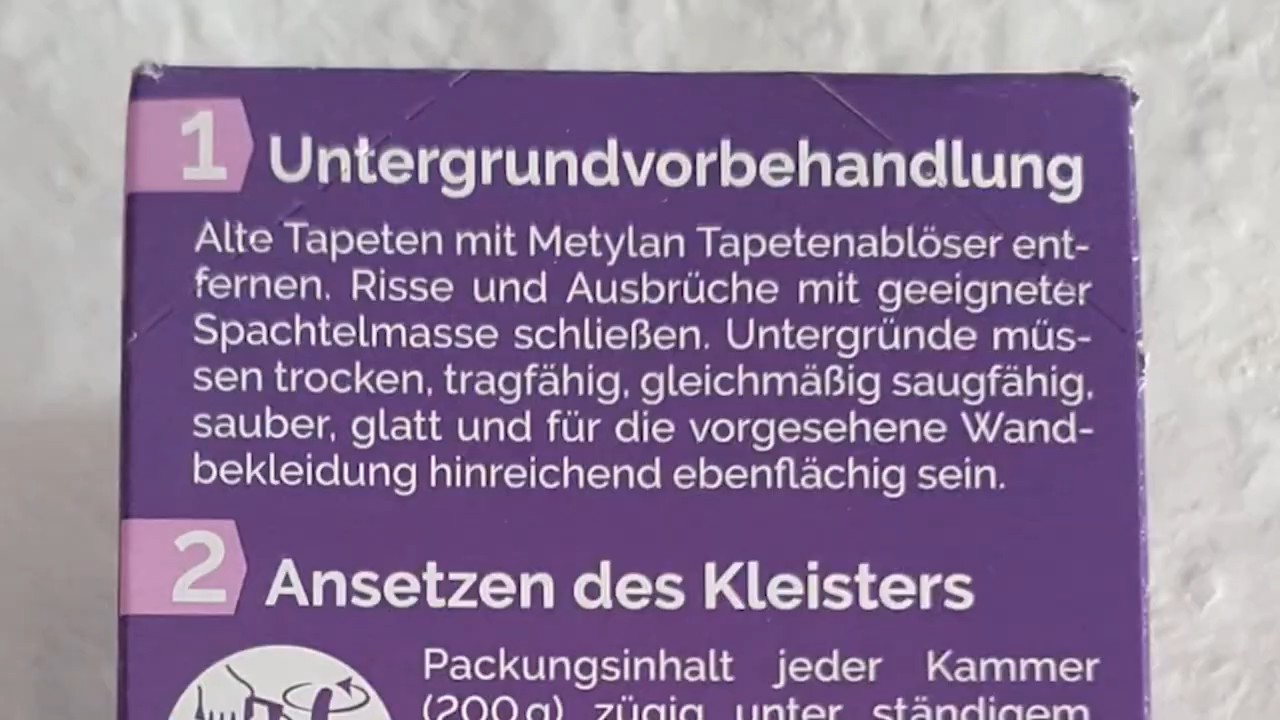 1 Untergrundvorbehandlung
Alte Tapeten mit Metylan Tapetenablöser ent-
fernen. Risse und Ausbrüche mit geeigneter
Spachtelmasse schließen. Untergründe müs-
sen trocken, tragfähig, gleichmäßig saugfähig,
sauber, glatt und für die vorgesehene Wand-
bekleidung hinreichend ebenflächig sein.
2 Ansetzen des Kleisters
Packungsinhalt jeder Kammer
(200 g) zügig unter ständigem